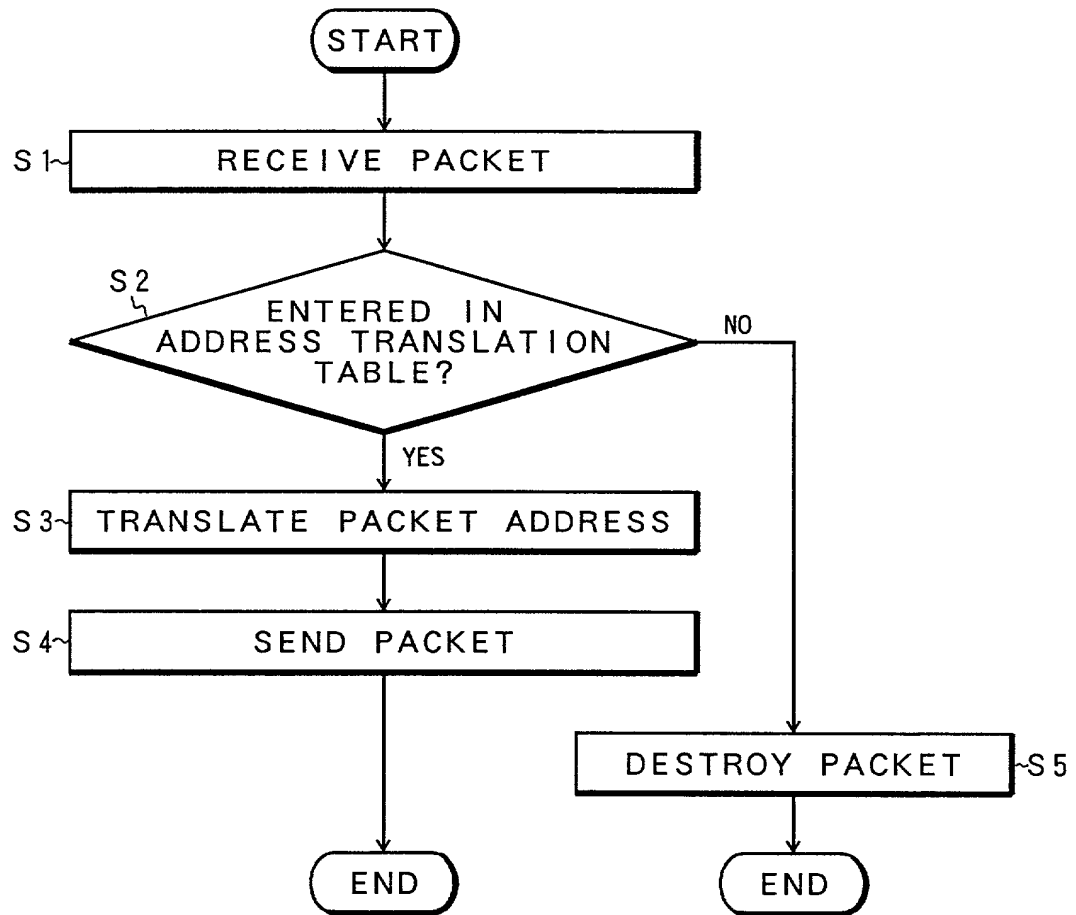 START
S1
RECEIVE PACKET
S2
ENTERED IN
ADDRESS TRANSLATION
TABLE?
NO
YES
S3
TRANSLATE PACKET ADDRESS
S4
SEND PACKET
DESTROY PACKET
S5
END
END